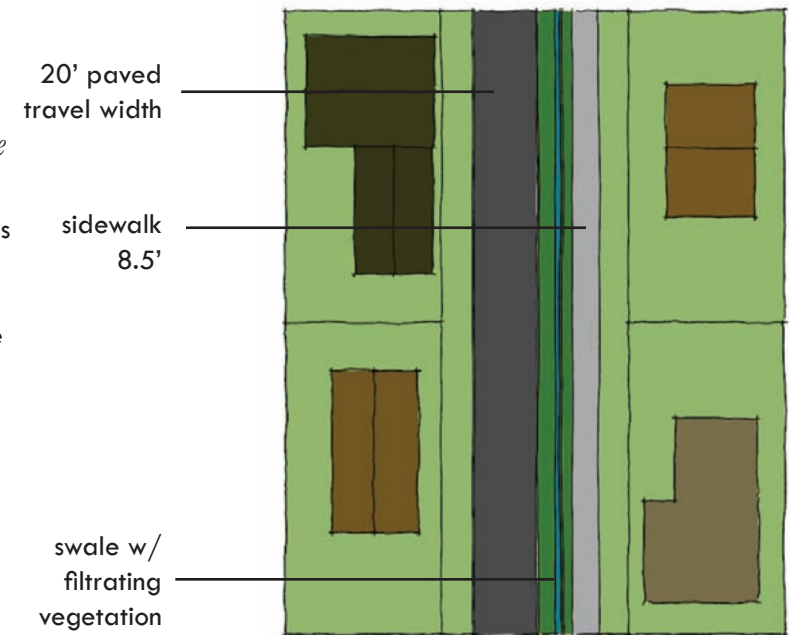 20’ paved
travel width
sidewalk
8.5’
swale w/
filtrating
vegetation